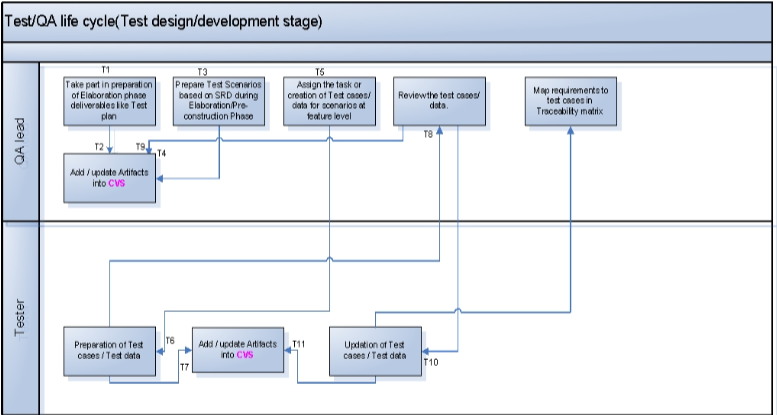 Test/QA life cycle(Test design/development stage)
QA lead
T1
Take part in preparation
of Elaboration phase
deliverables like Test
plan
T3
Prepare Test Scenarios
based on SRD during
Elaboration/Pre-
construction Phase
T5
Assign the task or
creation of Test cases/
data for scenarios at
feature level
Review the test cases/
data.
Map requirements to
test cases in
Traceability matrix
T2
T9
T4
T8
Add / update Artifacts
into CVS
Tester
Preparation of Test
cases / Test data
T6
T7
Add / update Artifacts
into CVS
T11
Updation of Test
cases / Test data
T10